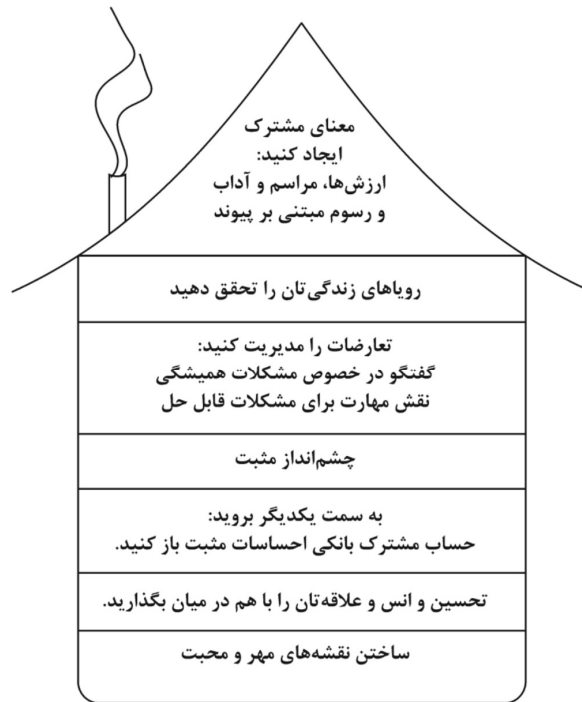 معنای مشترک
ایجاد کنید:
ارزش‌ها، مراسم و آداب
و رسوم مبتنی بر پیوند
رویاهای زندگی‌تان را تحقق دهید
تعارضات را مدیریت کنید:
گفتگو در خصوص مشکلات همیشگی
نقش مهارت برای مشکلات قابل حل
چشم‌انداز مثبت
به سمت یکدیگر بروید:
حساب مشترک بانکی احساسات مثبت باز کنید.
تحسین و انس و علاقه‌تان را با هم در میان بگذارید.
ساختن نقشه‌های مهر و محبت